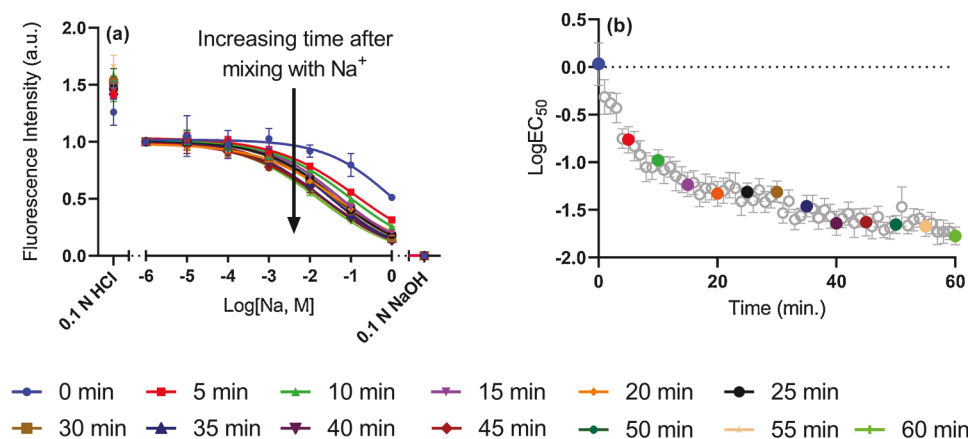 (a)
Increasing time after
mixing with Na+
Fluorescence Intensity (a.u.)
2.0
1.5
1.0
0.5
0.0
0.1 N HCl
-6 -5 -4 -3 -2 -1 0
0.1 N NaOH
Log[Na, M]
(b)
LogEC50
0.5
0.0
-0.5
-1.0
-1.5
-2.0
0 20 40 60
Time (min.)
0 min 5 min 10 min 15 min 20 min 25 min
30 min 35 min 40 min 45 min 50 min 55 min 60 min